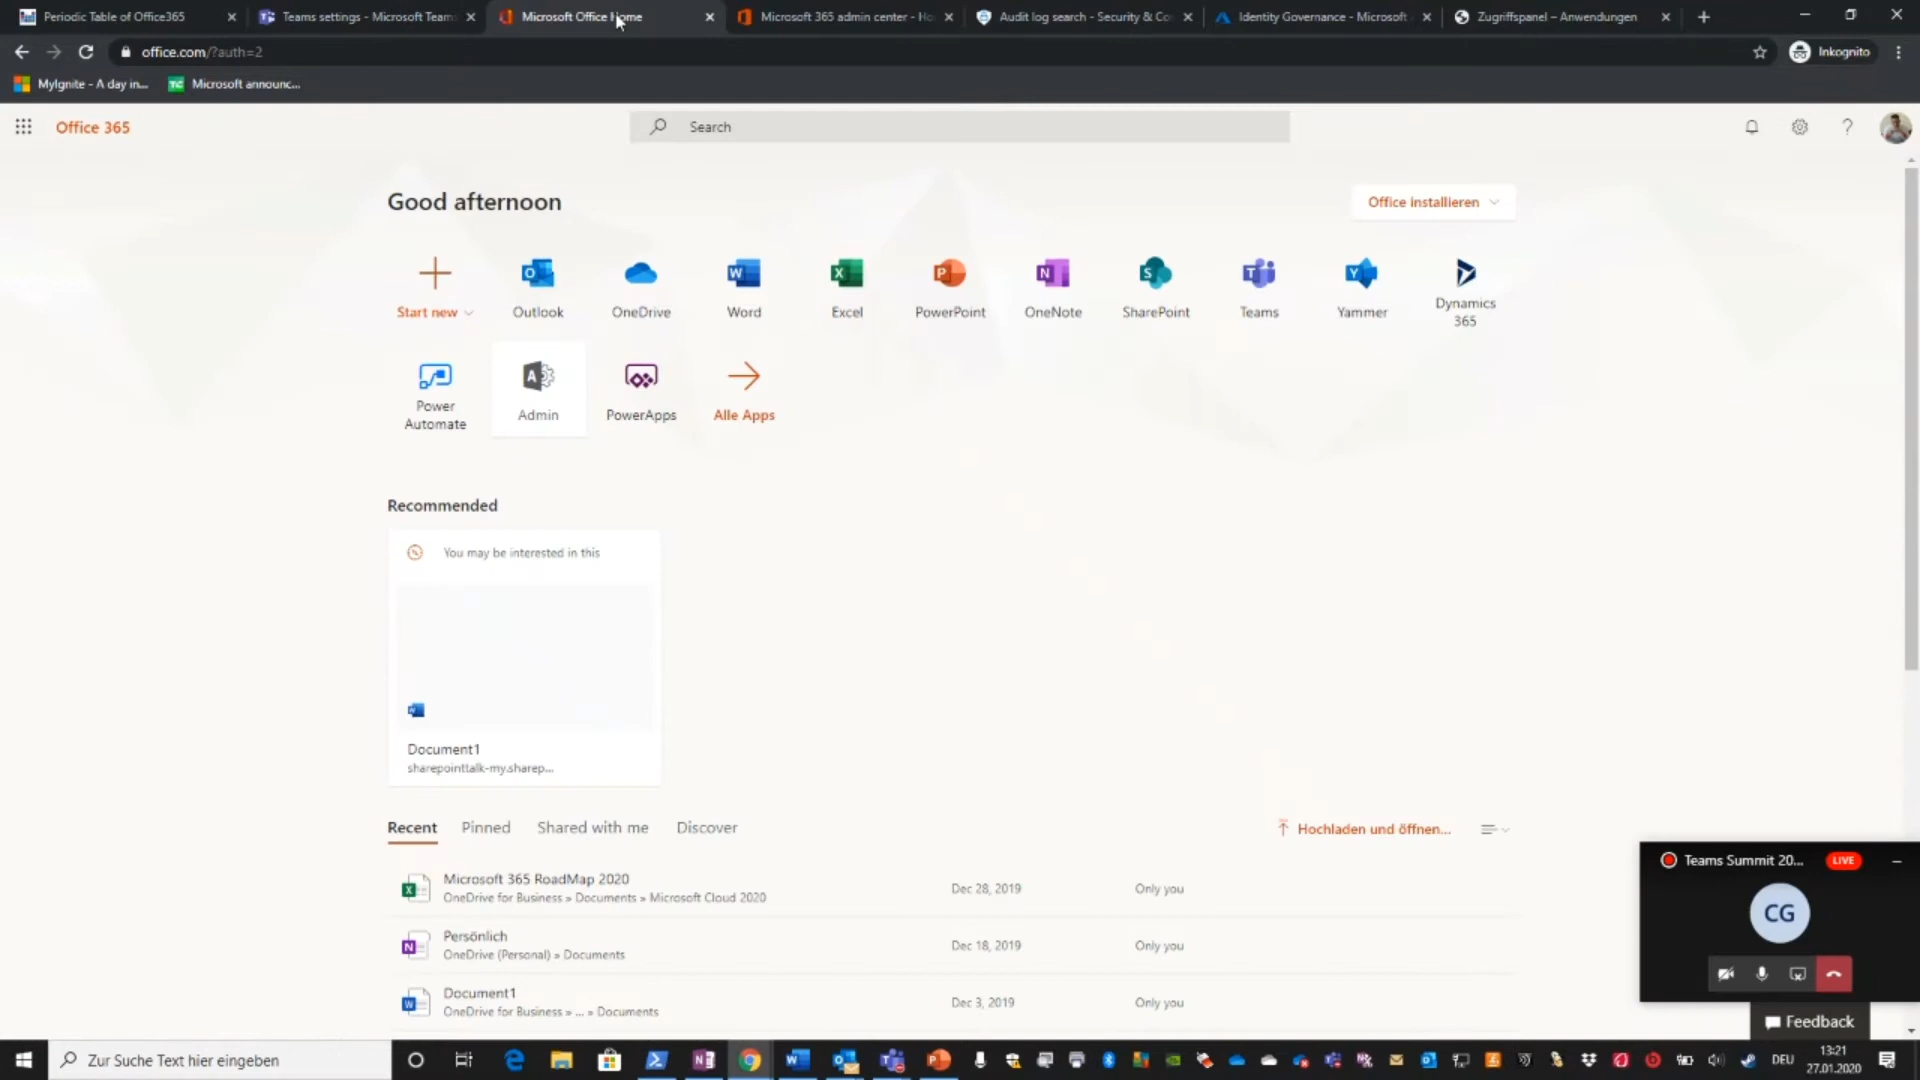 Periodic Table of Office365
Teams settings - Microsoft Team
Microsoft Office Home
Microsoft 365 admin center - Ho
Audit log search - Security & Co
Identity Governance - Microsoft
Zugriffspanel – Anwendungen
office.com/?auth=2
Inkognito
MyIgnite - A day in...
Microsoft announc...
Office 365
Search
Good afternoon
Office installieren
Start new
Outlook
OneDrive
Word
Excel
PowerPoint
OneNote
SharePoint
Teams
Yammer
Dynamics
365
Power
Automate
Admin
PowerApps
Alle Apps
Recommended
You may be interested in this
Document1
sharepointtalk-my.sharep...
Recent
Pinned
Shared with me
Discover
Hochladen und öffnen...
Microsoft 365 RoadMap 2020
OneDrive for Business » Documents » Microsoft Cloud 2020
Dec 28, 2019
Only you
Persönlich
OneDrive (Personal) » Documents
Dec 18, 2019
Only you
Document1
OneDrive for Business » ... » Documents
Dec 3, 2019
Only you
Teams Summit 20...
LIVE
CG
Feedback
Zur Suche Text hier eingeben
DEU
13:21
27.01.2020